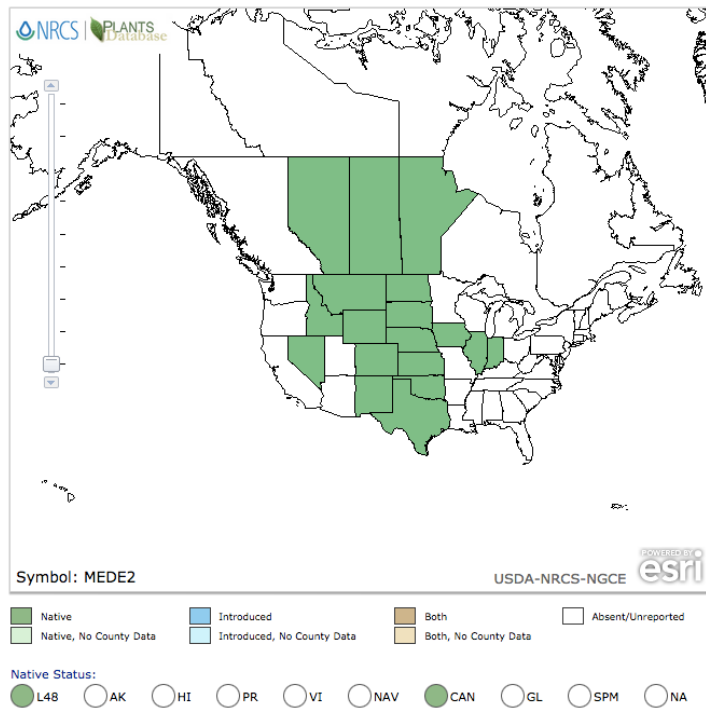 NRCS PLANTS
Database
Symbol: MEDE2
USDA-NRCS-NGCE
POWERED BY
esri
Native
Introduced
Both
Absent/Unreported
Native, No County Data
Introduced, No County Data
Both, No County Data
Native Status:
L48 AK HI PR VI NAV CAN GL SPM NA